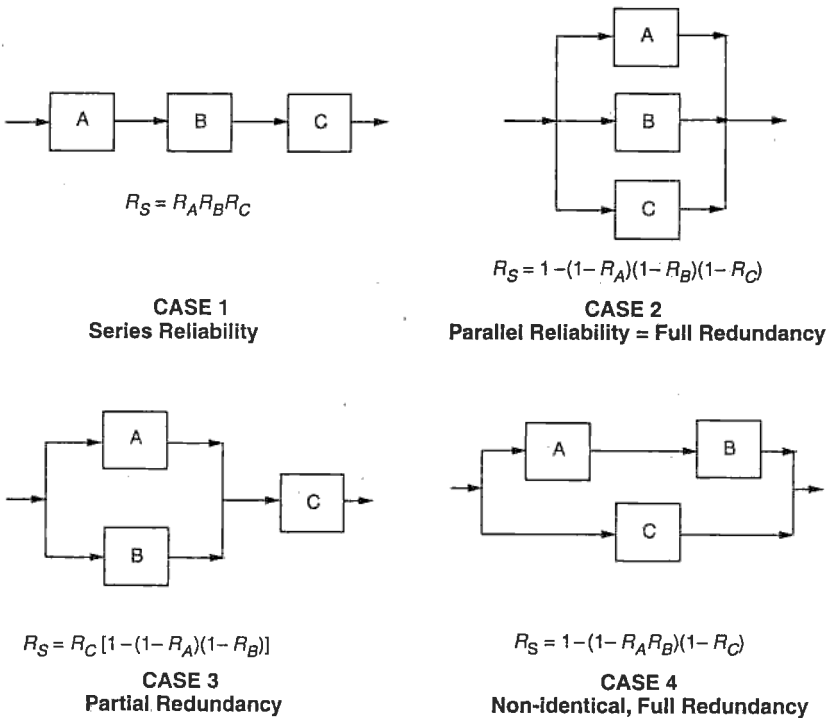 A
B
C
R_S = R_A R_B R_C
CASE 1
Series Reliability
A
B
C
R_S = 1-(1-R_A)(1-R_B)(1-R_C)
CASE 2
Parallel Reliability = Full Redundancy
A
B
C
R_S = R_C [1-(1-R_A)(1-R_B)]
CASE 3
Partial Redundancy
A
B
C
R_S = 1-(1-R_A R_B)(1-R_C)
CASE 4
Non-identical, Full Redundancy